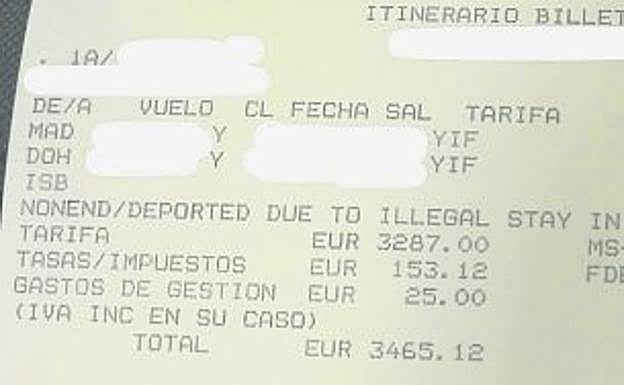 ITINERARIO BILLET
. 1A/
DE/A VUELO CL FECHA SAL TARIFA
MAD Y YIF
DOH Y YIF
ISB
NONEND/DEPORTED DUE TO ILLEGAL STAY IN
TARIFA EUR 3287.00 MS-
TASAS/IMPUESTOS EUR 153.12 FDE
GASTOS DE GESTION EUR 25.00
(IVA INC EN SU CASO)
TOTAL EUR 3465.12